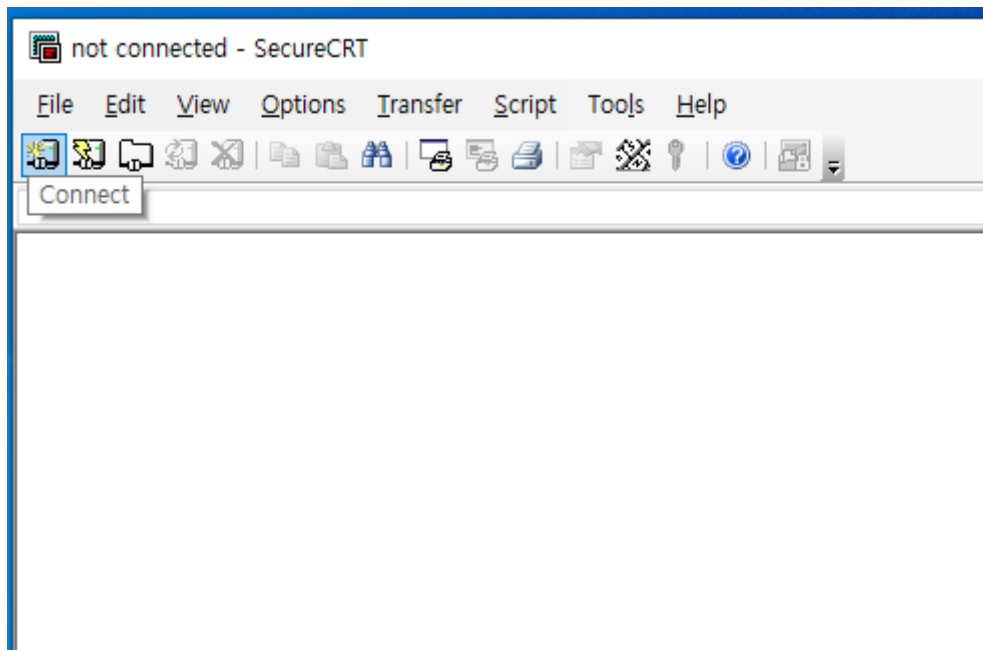 not connected - SecureCRT
File Edit View Options Transfer Script Tools Help
Connect